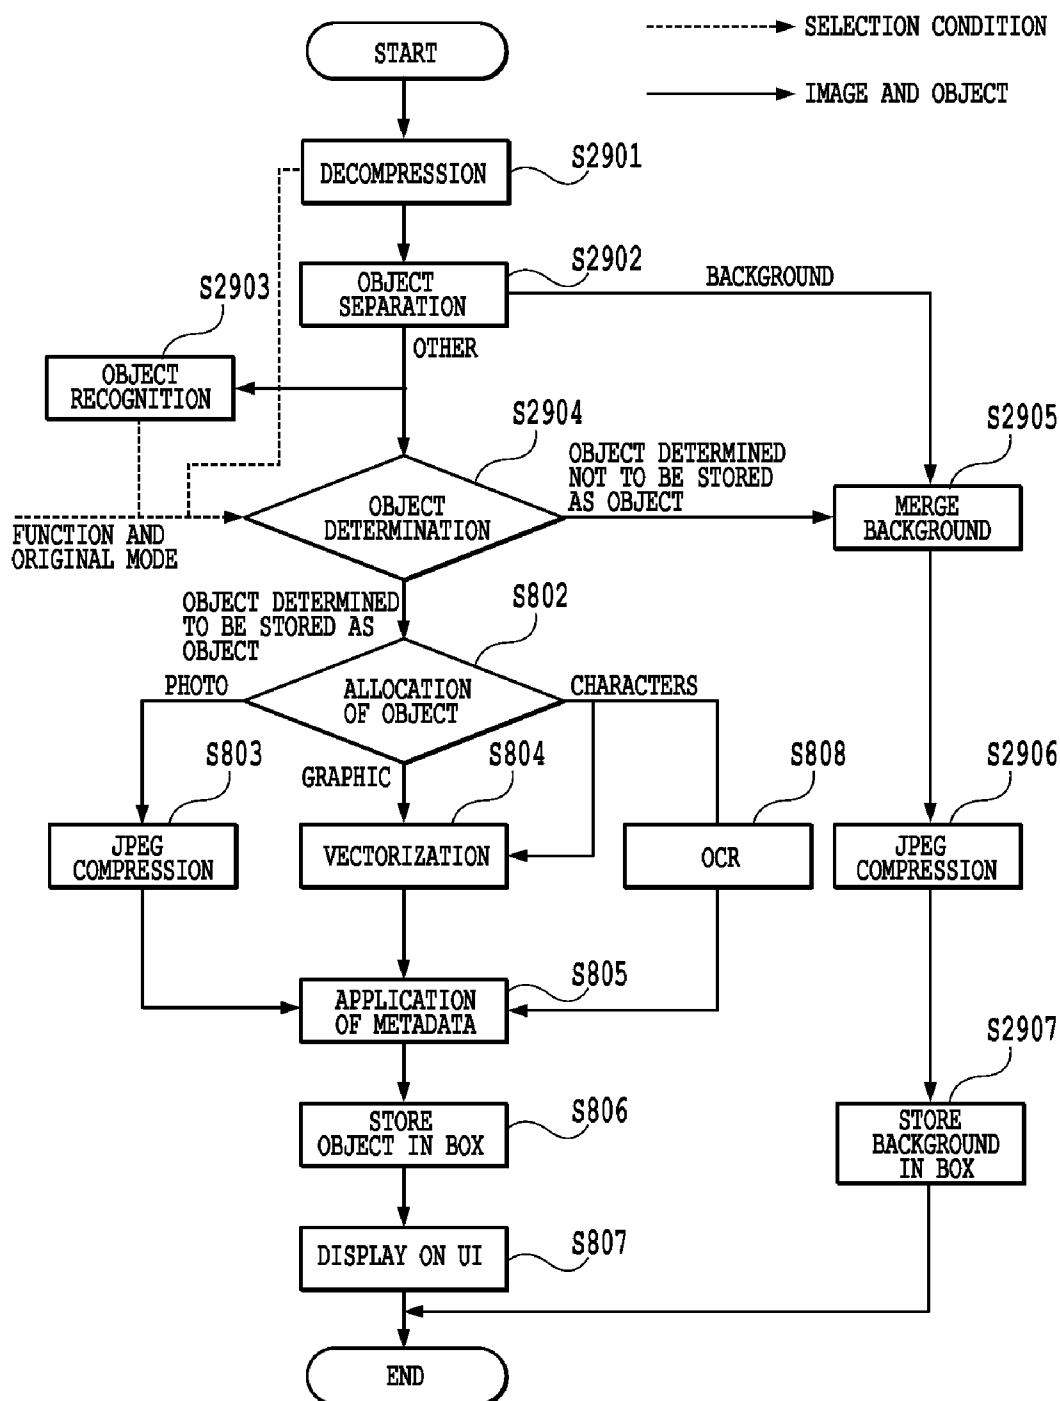 START
SELECTION CONDITION
IMAGE AND OBJECT
DECOMPRESSION
S2901
OBJECT
SEPARATION
S2902
BACKGROUND
S2903
OTHER
OBJECT
RECOGNITION
S2904
S2905
OBJECT DETERMINED
NOT TO BE STORED
AS OBJECT
OBJECT
DETERMINATION
MERGE
BACKGROUND
FUNCTION AND
ORIGINAL MODE
OBJECT DETERMINED
TO BE STORED AS
OBJECT
S802
PHOTO
ALLOCATION
OF OBJECT
CHARACTERS
S803
GRAPHIC
S804
S808
S2906
JPEG
COMPRESSION
VECTORIZATION
OCR
JPEG
COMPRESSION
APPLICATION
OF METADATA
S805
S2907
STORE
OBJECT IN BOX
S806
STORE
BACKGROUND
IN BOX
DISPLAY ON UI
S807
END